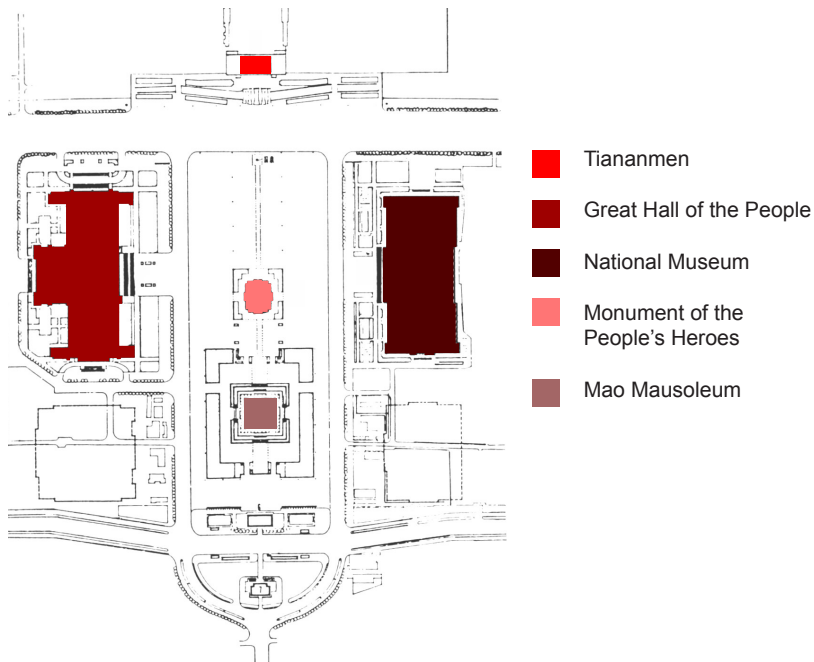 Tiananmen
Great Hall of the People
National Museum
Monument of the
People's Heroes
Mao Mausoleum